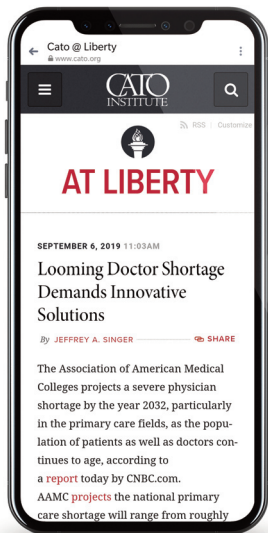 Cato @ Liberty
www.cato.org
CATO
INSTITUTE
RSS | Customize
AT LIBERTY
SEPTEMBER 6, 2019 11:03AM
Looming Doctor Shortage
Demands Innovative
Solutions
By JEFFREY A. SINGER SHARE
The Association of American Medical
Colleges projects a severe physician
shortage by the year 2032, particularly
in the primary care fields, as the popu-
lation of patients as well as doctors con-
tinues to age, according to
a report today by CNBC.com.
AAMC projects the national primary
care shortage will range from roughly